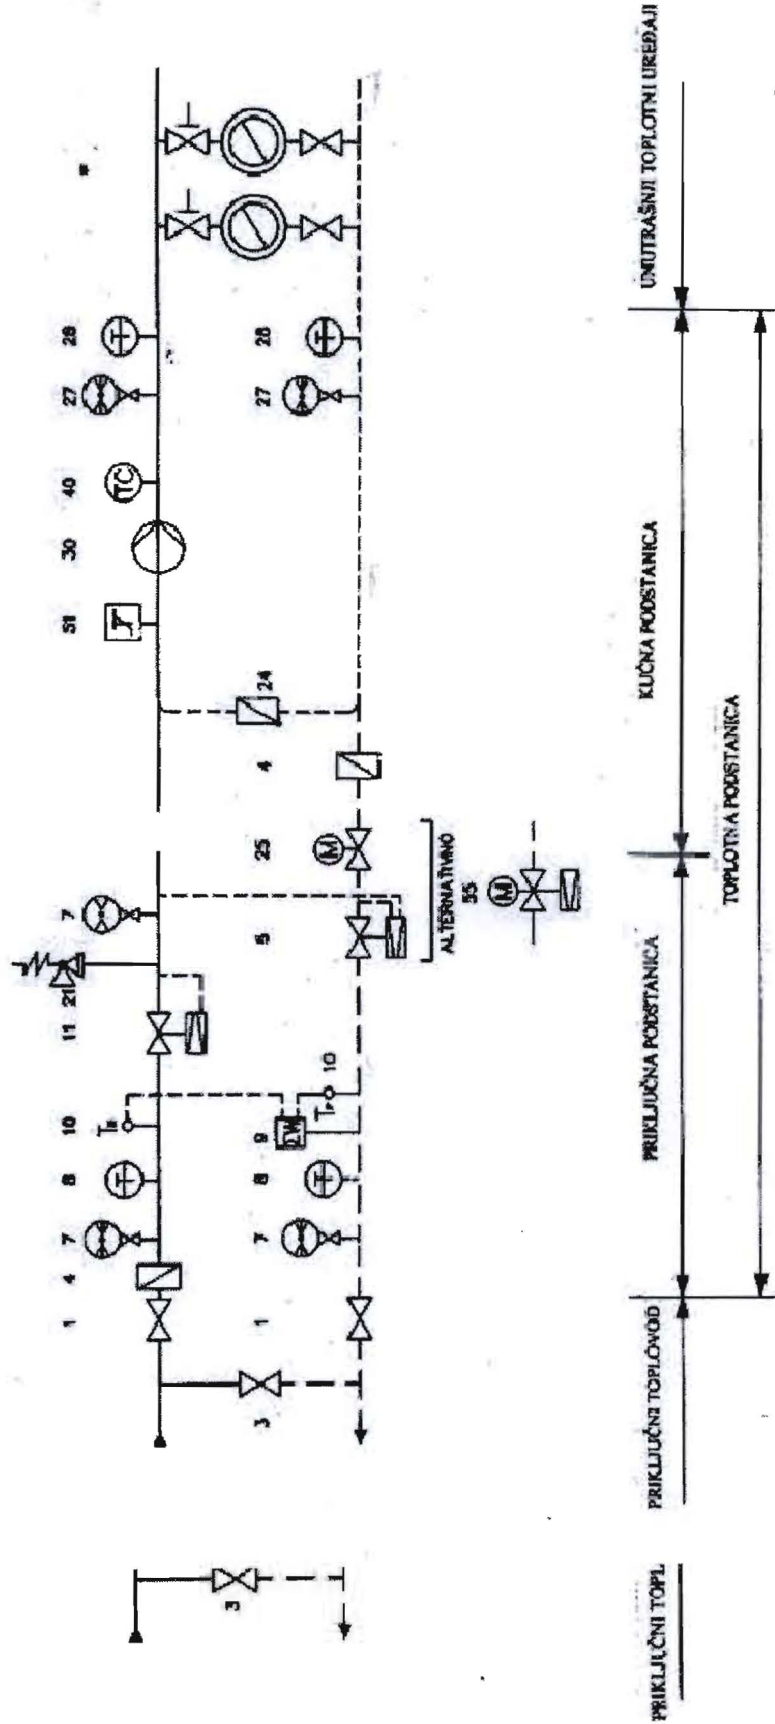 1 4 7 8 10 11 21 7 51 30 40 27 28
T TC T
3 3 1 7 8 9 10 5 25 4 24 27 28
T M T
ALTERNATIVNO
M
PRIKLJUČNI TOPL
PRIKLJUČNI TOPLOVOD
PRIKLJUČNA PODSTANICA
KUĆNA PODSTANICA
UNUTRAŠNJI TOPLOTNI UREĐAJI
TOPLOTNA PODSTANICA